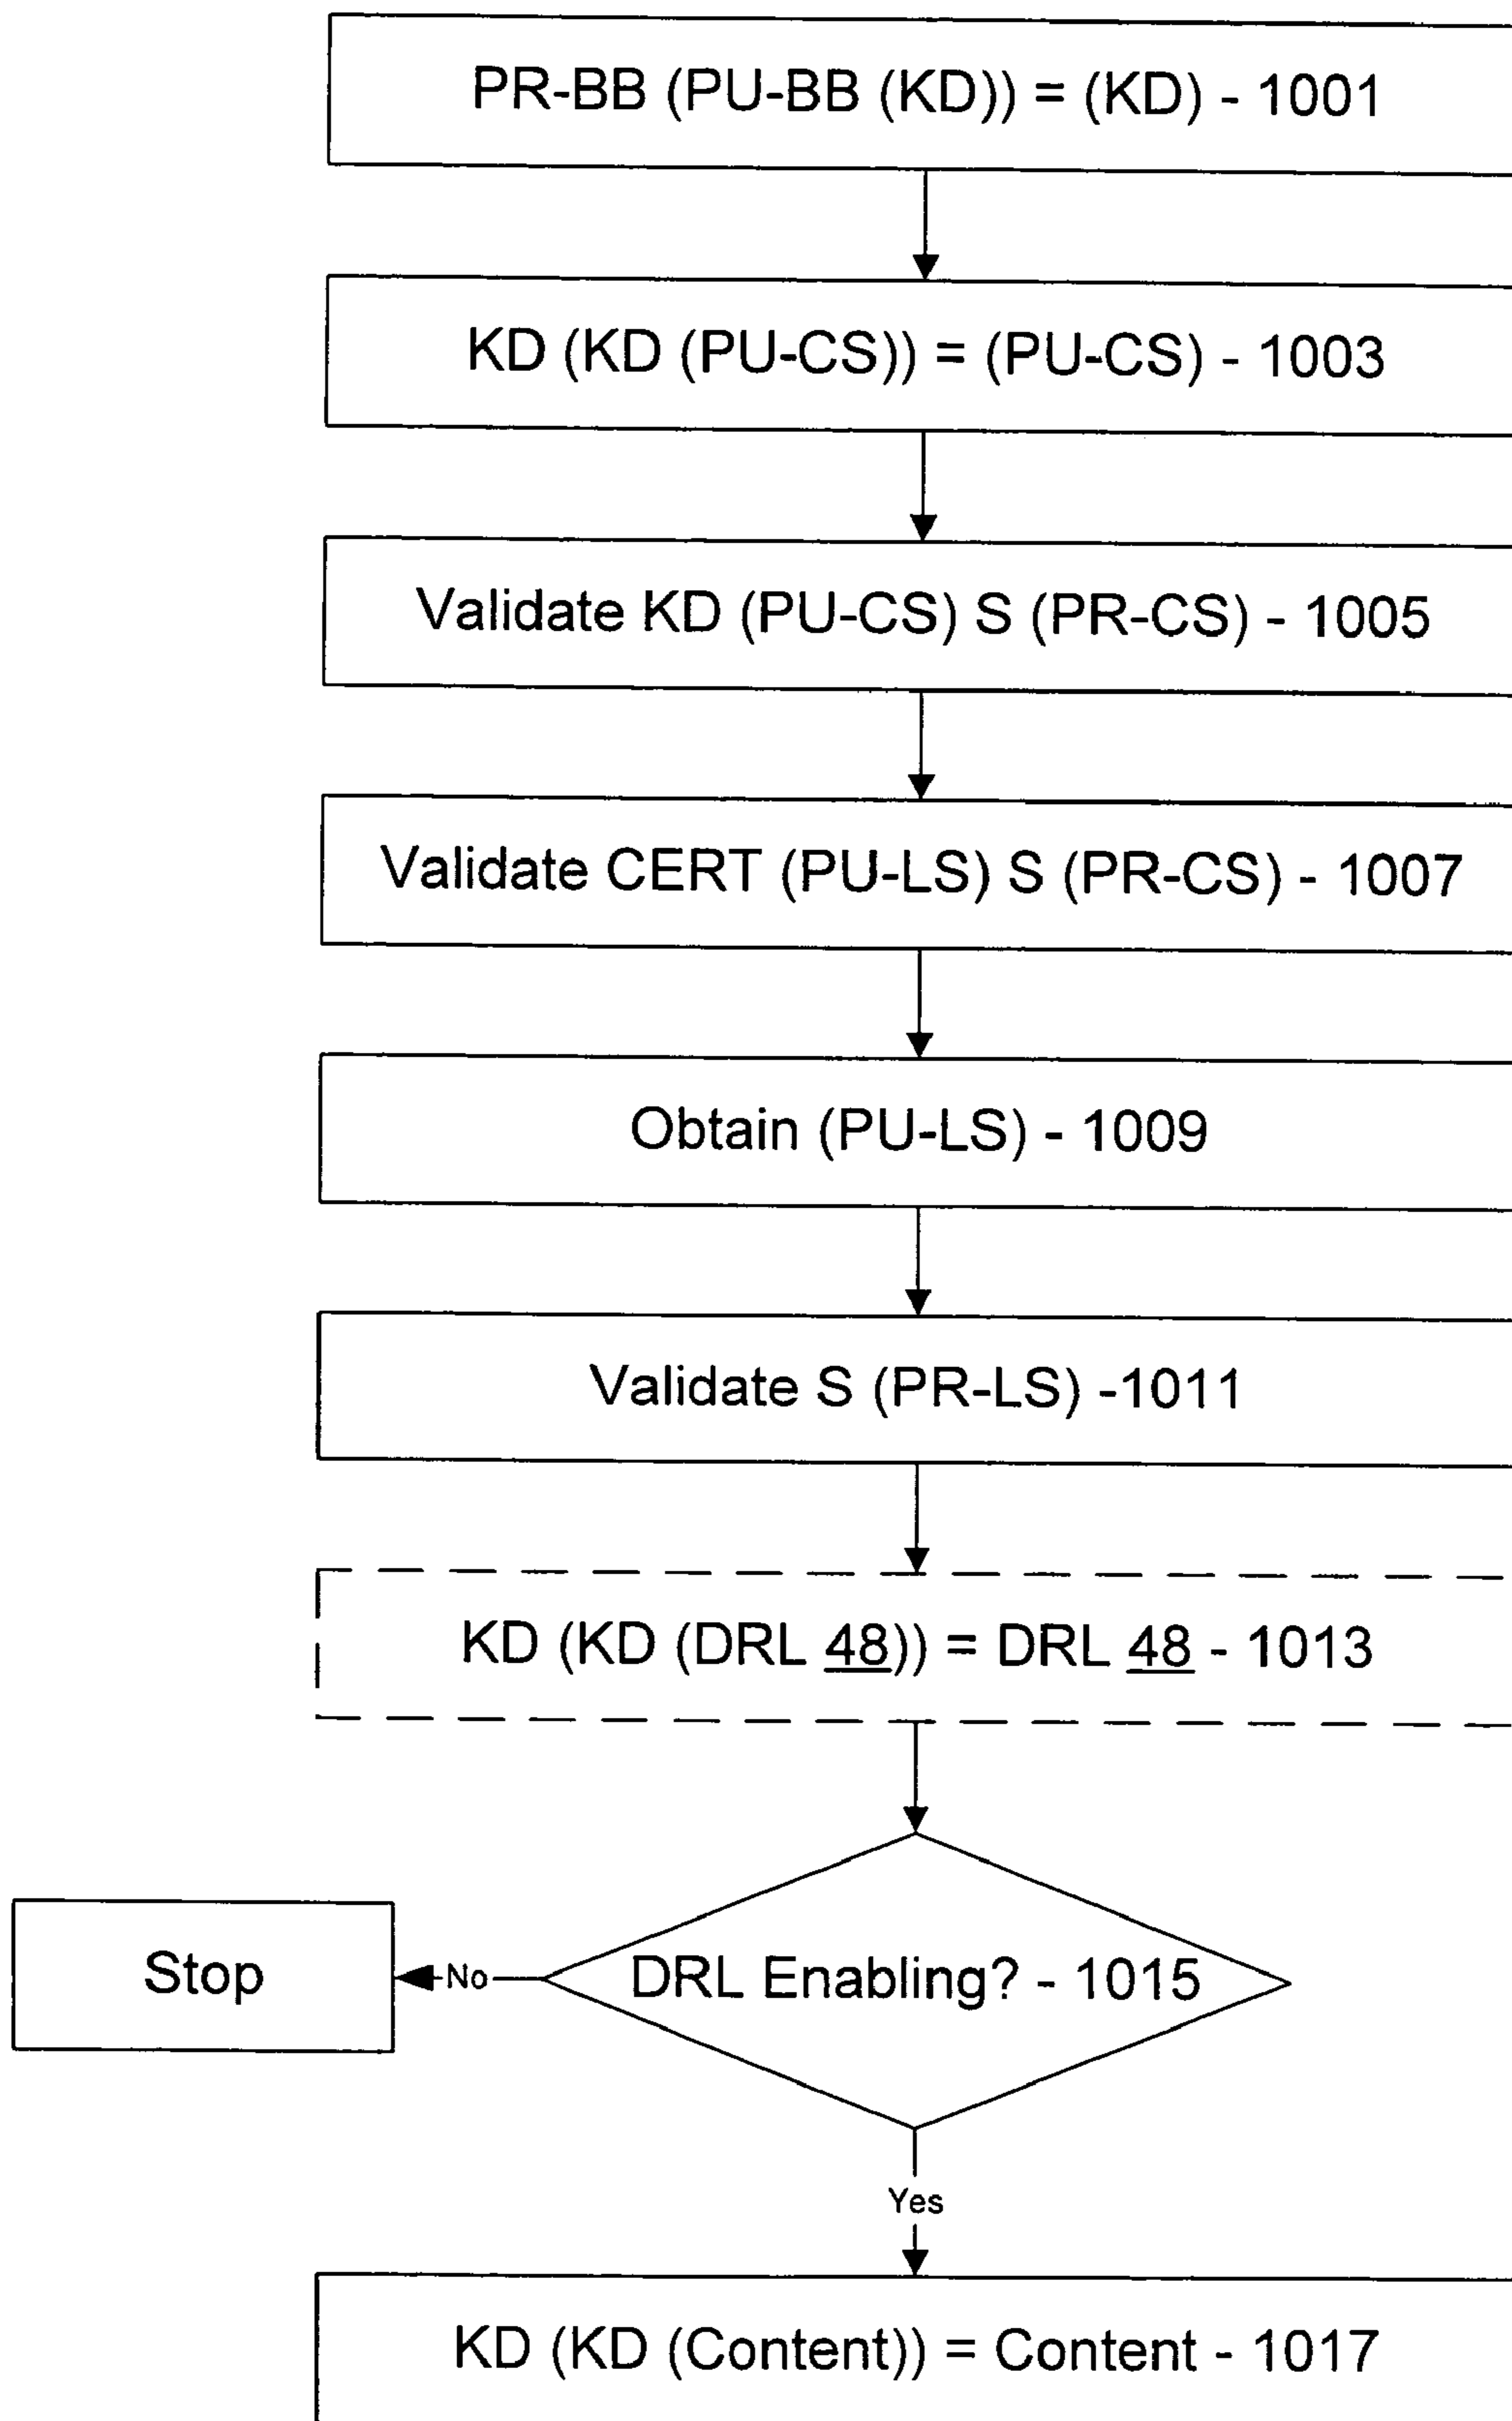 PR-BB (PU-BB (KD)) = (KD) - 1001
KD (KD (PU-CS)) = (PU-CS) - 1003
Validate KD (PU-CS) S (PR-CS) - 1005
Validate CERT (PU-LS) S (PR-CS) - 1007
Obtain (PU-LS) - 1009
Validate S (PR-LS) -1011
KD (KD (DRL 48)) = DRL 48 - 1013
DRL Enabling? - 1015
No
Stop
Yes
KD (KD (Content)) = Content - 1017